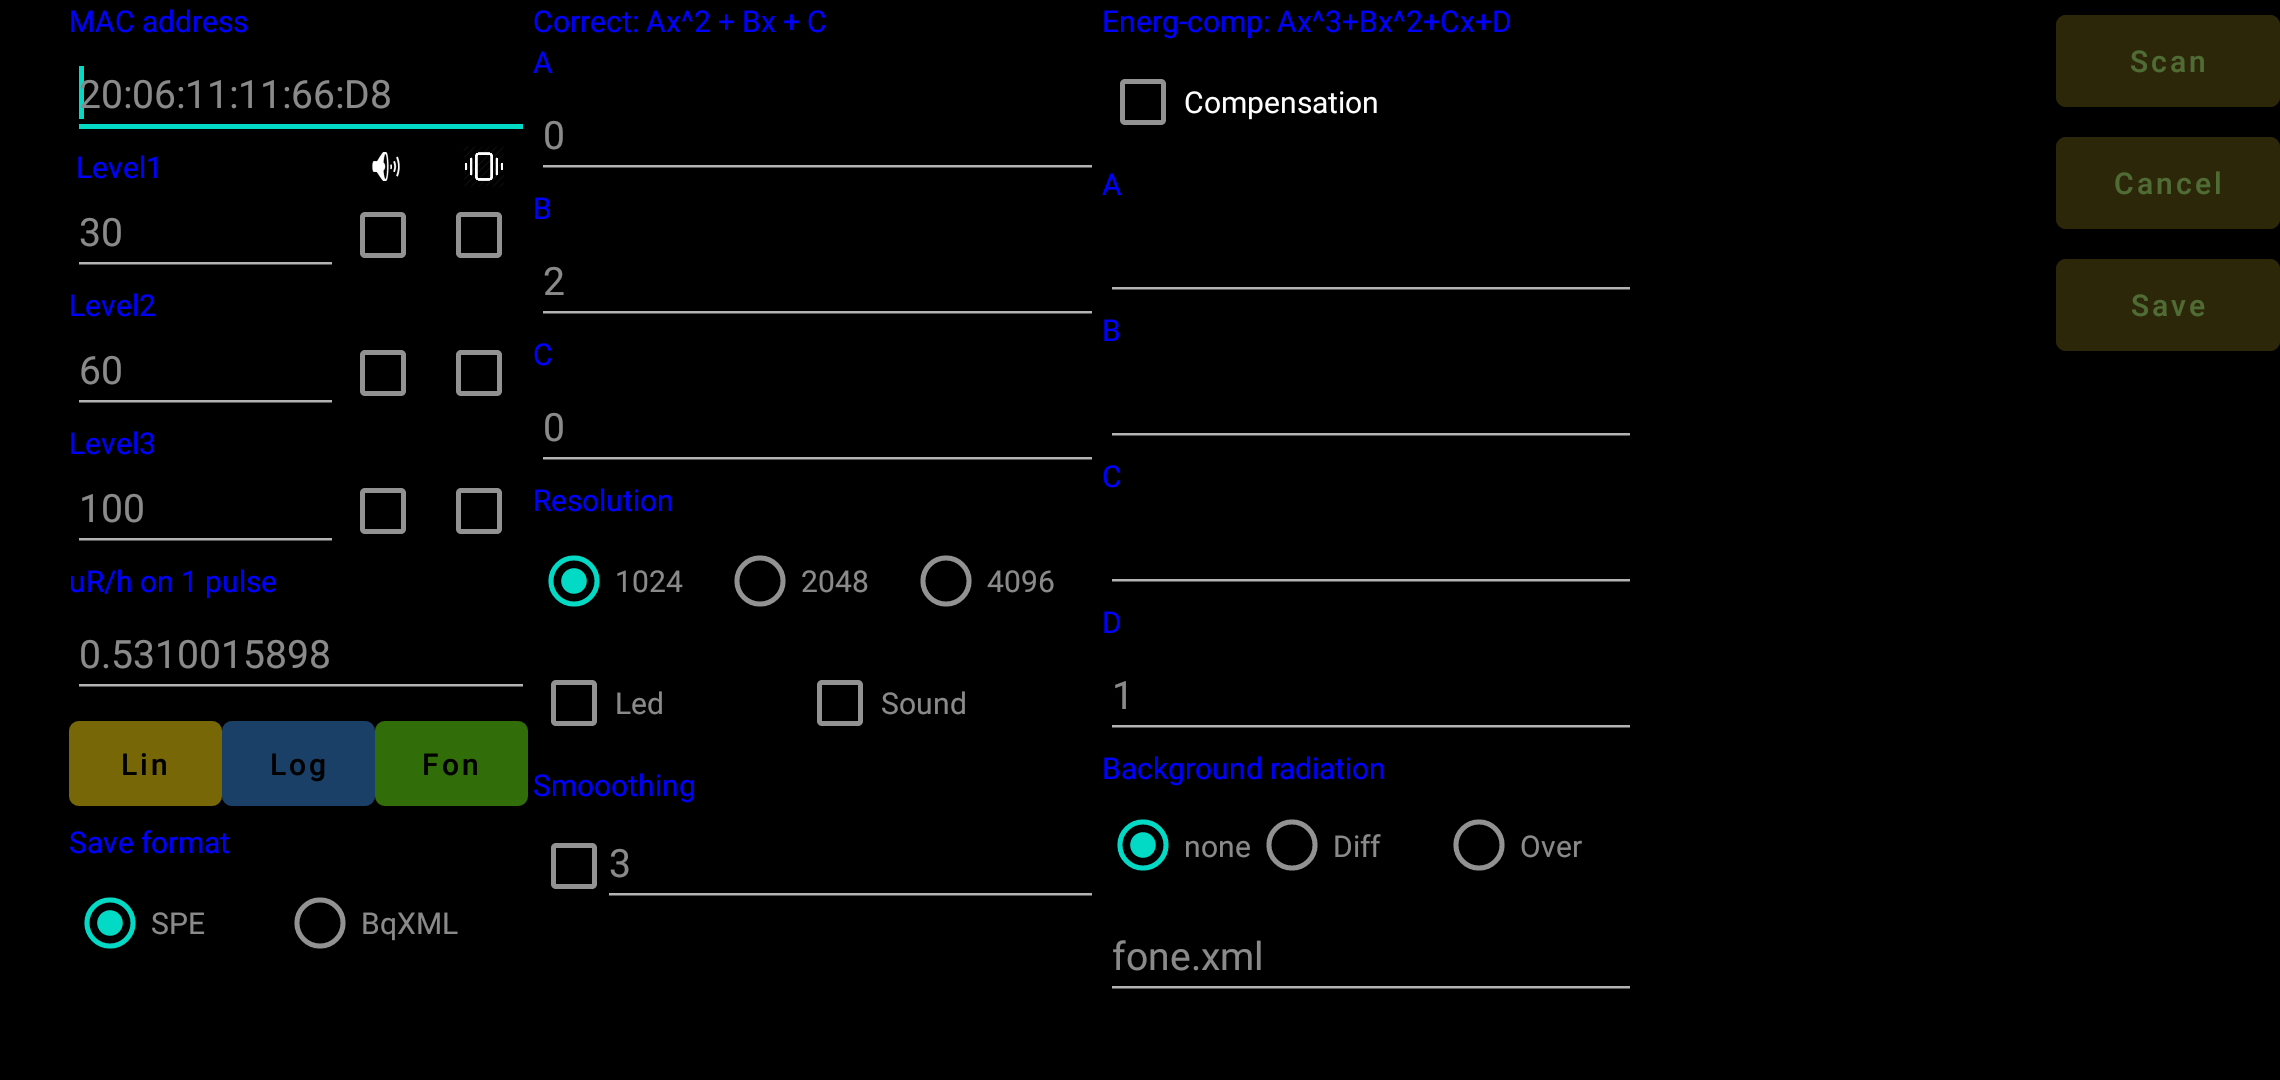 MAC address
20:06:11:11:66:D8
Level1
30
Level2
60
Level3
100
uR/h on 1 pulse
0.5310015898
Lin Log Fon
Save format
SPE BqXML
Correct: Ax^2 + Bx + C
A
0
B
2
C
0
Resolution
1024 2048 4096
Led Sound
Smooothing
3
Energ-comp: Ax^3+Bx^2+Cx+D
Compensation
A
B
C
D
1
Background radiation
none Diff Over
fone.xml
Scan
Cancel
Save